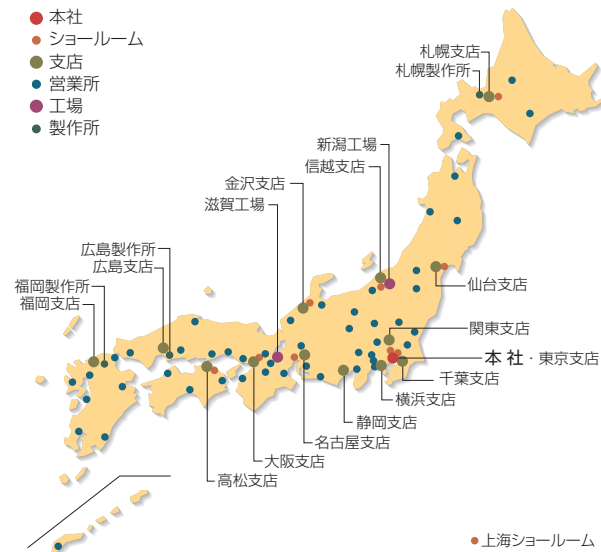 本社
ショールーム
支店
営業所
工場
製作所
札幌支店
札幌製作所
新潟工場
信越支店
金沢支店
滋賀工場
広島製作所
広島支店
福岡製作所
福岡支店
仙台支店
関東支店
本 社・東京支店
千葉支店
横浜支店
静岡支店
名古屋支店
大阪支店
高松支店
上海ショールーム